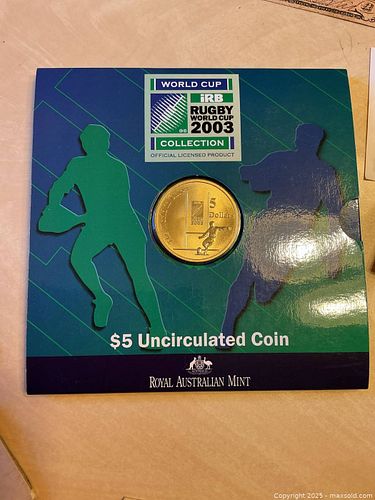 WORLD CUP
iRB
RUGBY
WORLD CUP
2003
COLLECTION
OFFICIAL LICENSED PRODUCT
5
Dollars
$5 Uncirculated Coin
ROYAL AUSTRALIAN MINT
Copyright 2025 - maxsold.com